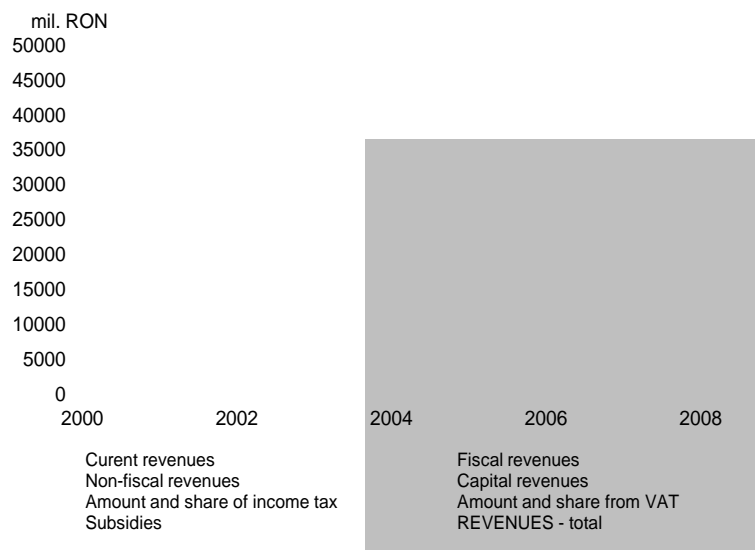 mil. RON
50000
45000
40000
35000
30000
25000
20000
15000
10000
5000
0
2000 2002 2004 2006 2008
Curent revenues Fiscal revenues
Non-fiscal revenues Capital revenues
Amount and share of income tax Amount and share from VAT
Subsidies REVENUES - total